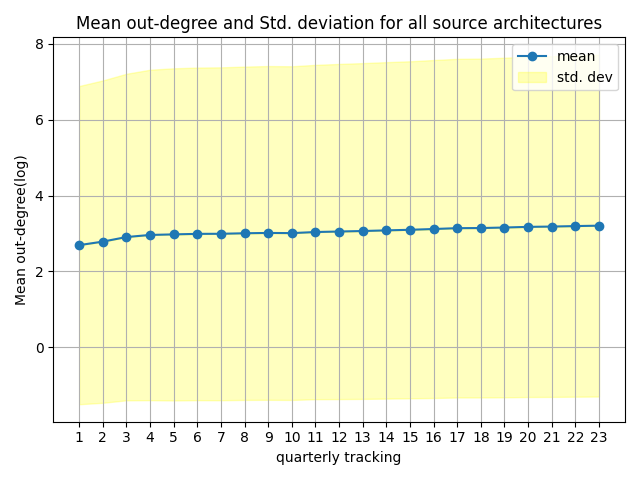 Mean out-degree and Std. deviation for all source architectures
mean
std. dev
Mean out-degree(log)
8
6
4
2
0
1 2 3 4 5 6 7 8 9 10 11 12 13 14 15 16 17 18 19 20 21 22 23
quarterly tracking